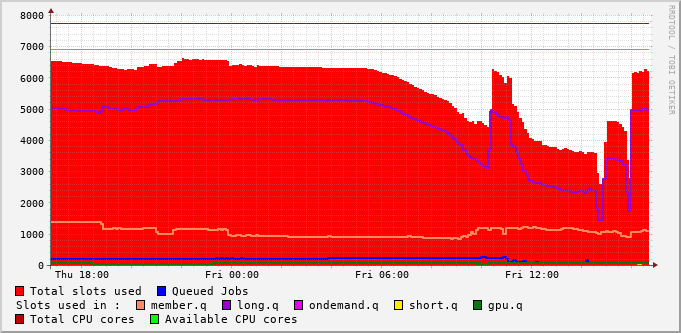 8000
7000
6000
5000
4000
3000
2000
1000
0
Thu 18:00 Fri 00:00 Fri 06:00 Fri 12:00
RRDTOOL / TOBI OETIKER
Total slots used Queued Jobs
Slots used in : member.q long.q ondemand.q short.q gpu.q
Total CPU cores Available CPU cores